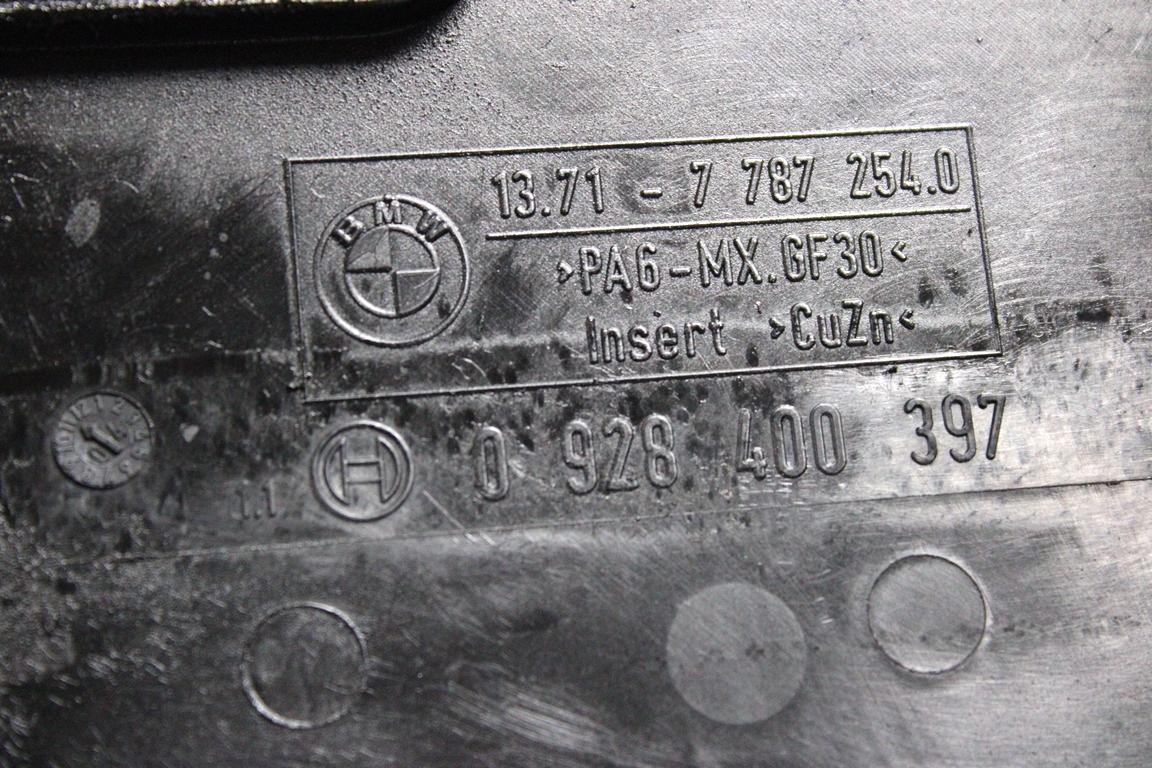 13.71 - 7 787 254.0
BMW
>PA6-MX.GF30<
Insert >CuZn<
0 928 400 397
1.1